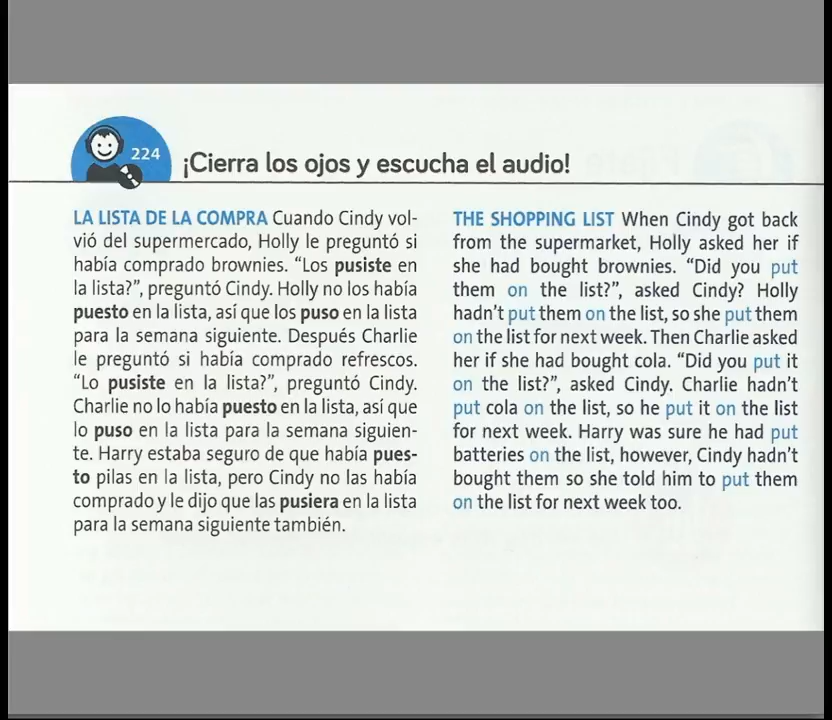 224
¡Cierra los ojos y escucha el audio!
LA LISTA DE LA COMPRA Cuando Cindy vol-
vió del supermercado, Holly le preguntó si
había comprado brownies. “Los pusiste en
la lista?”, preguntó Cindy. Holly no los había
puesto en la lista, así que los puso en la lista
para la semana siguiente. Después Charlie
le preguntó si había comprado refrescos.
“Lo pusiste en la lista?”, preguntó Cindy.
Charlie no lo había puesto en la lista, así que
lo puso en la lista para la semana siguien-
te. Harry estaba seguro de que había pues-
to pilas en la lista, pero Cindy no las había
comprado y le dijo que las pusiera en la lista
para la semana siguiente también.
THE SHOPPING LIST When Cindy got back
from the supermarket, Holly asked her if
she had bought brownies. “Did you put
them on the list?”, asked Cindy? Holly
hadn’t put them on the list, so she put them
on the list for next week. Then Charlie asked
her if she had bought cola. “Did you put it
on the list?”, asked Cindy. Charlie hadn’t
put cola on the list, so he put it on the list
for next week. Harry was sure he had put
batteries on the list, however, Cindy hadn’t
bought them so she told him to put them
on the list for next week too.